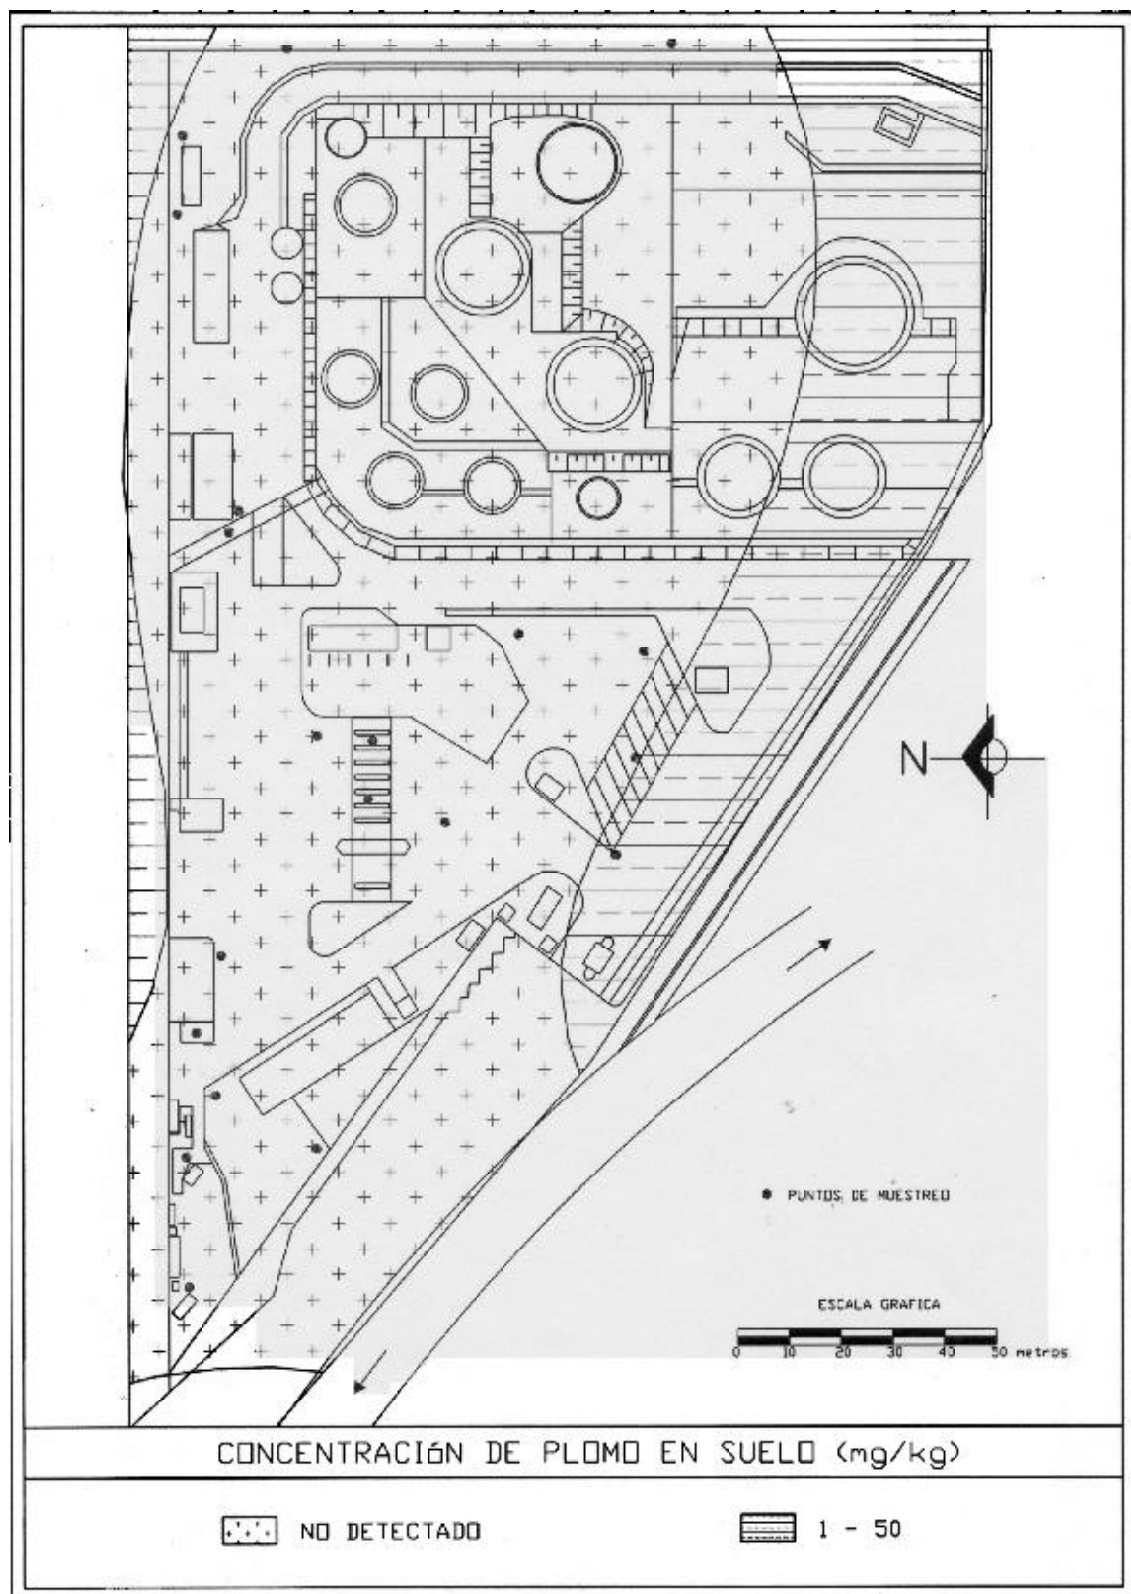 N
PUNTOS DE MUESTREO
ESCALA GRAFICA
0 10 20 30 40 50 metros
CONCENTRACIóN DE PLOMO EN SUELO (mg/kg)
NO DETECTADO
1 - 50